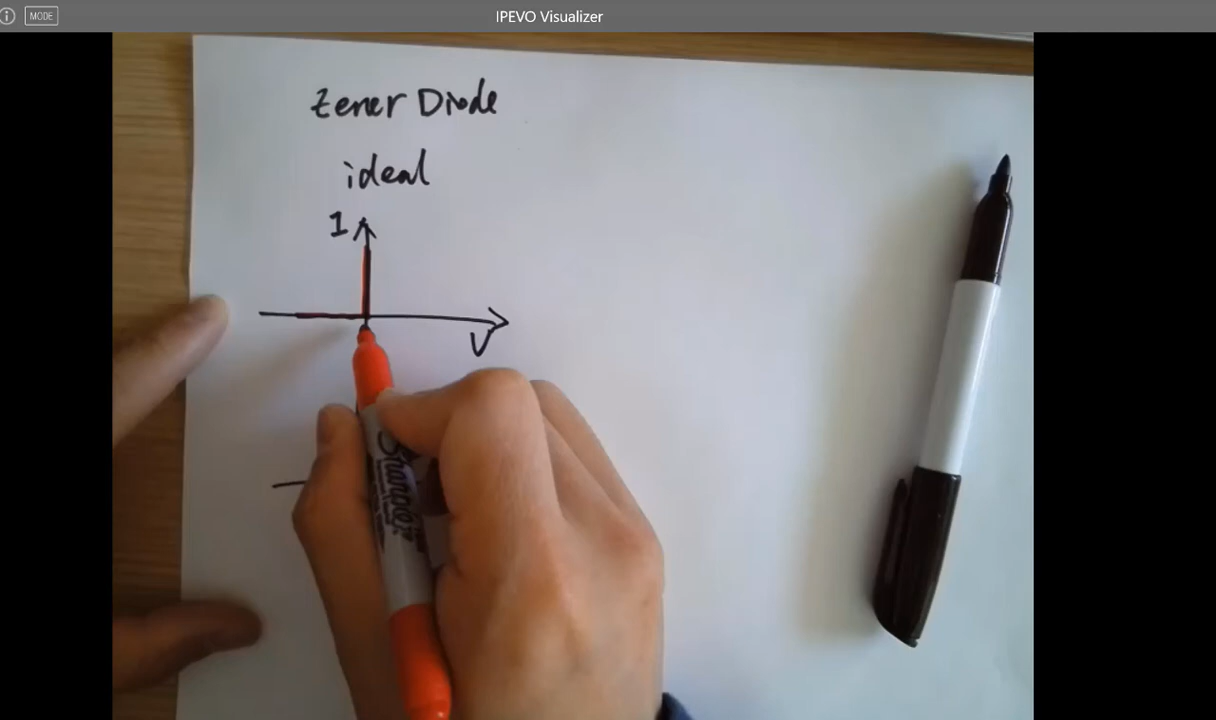 IPEVO Visualizer
MODE
Zener Diode
ideal
I
V
Sharpie